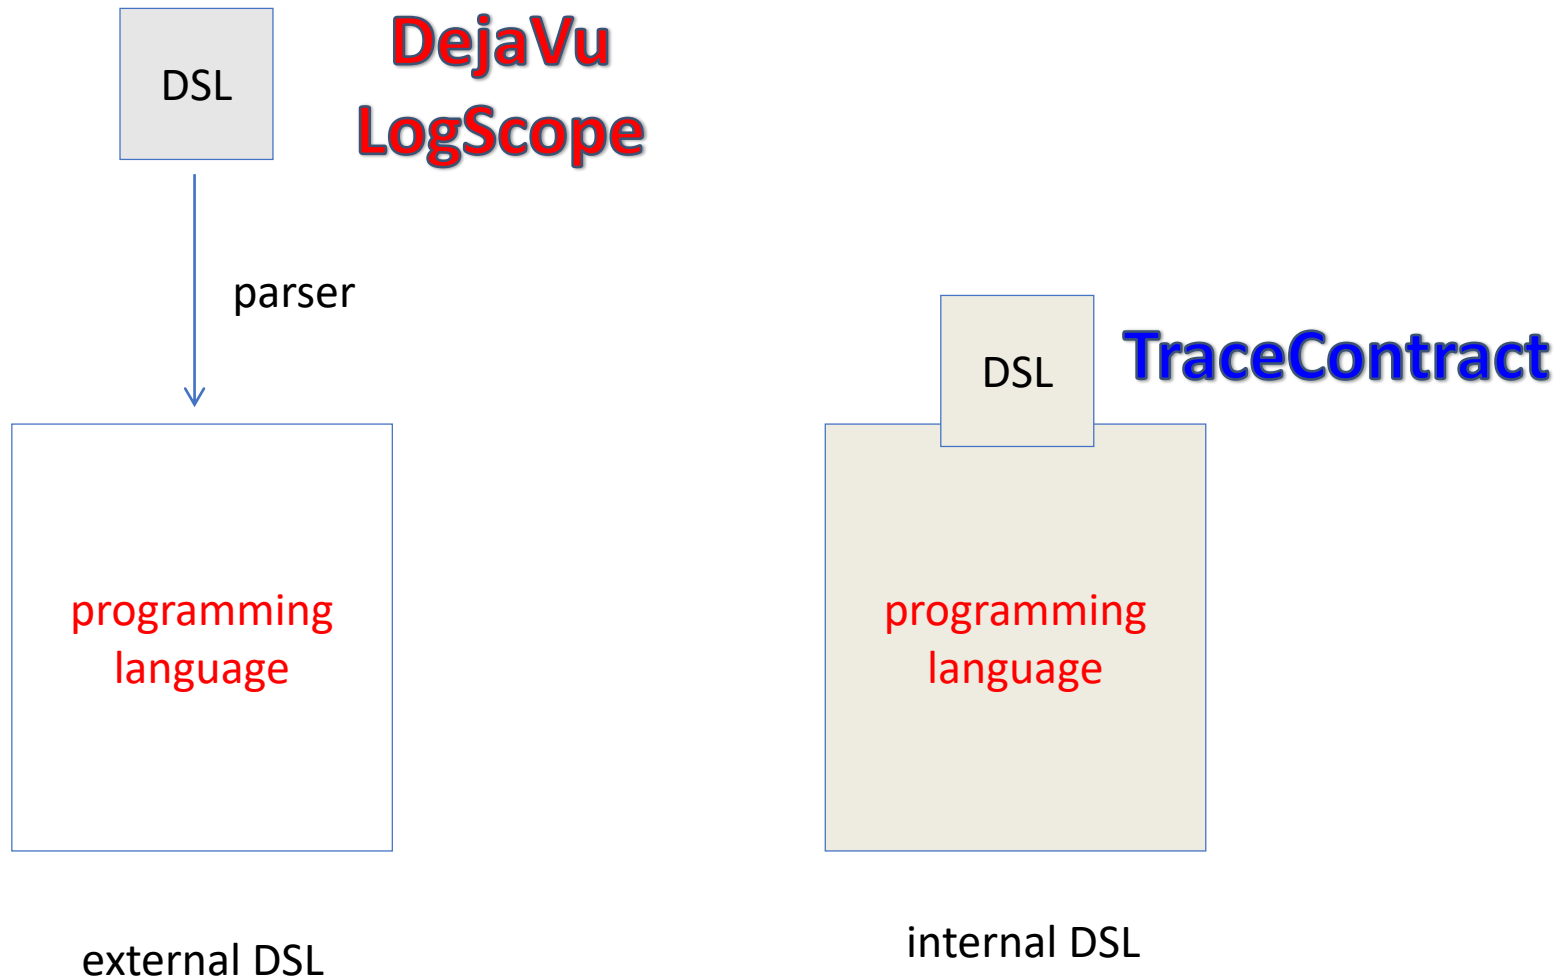 DSL
DejaVu
LogScope
parser
programming
language
external DSL
DSL
TraceContract
programming
language
internal DSL